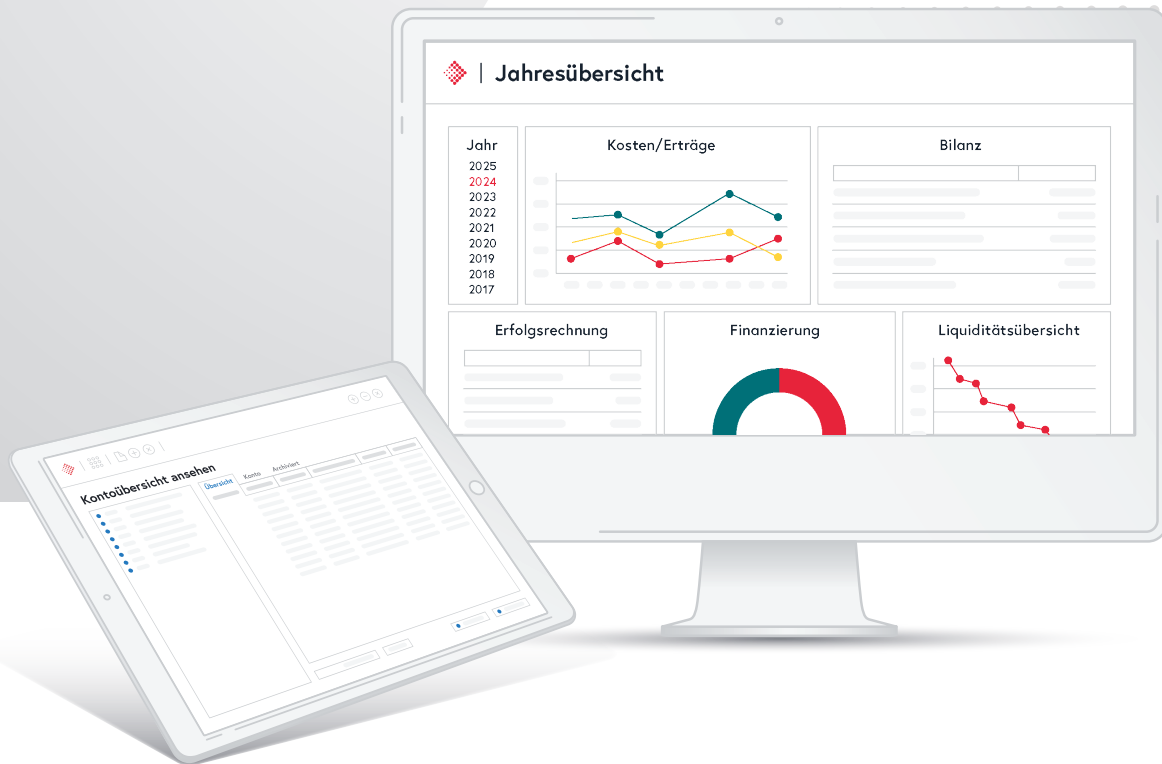 Jahresübersicht
Jahr
2025
2024
2023
2022
2021
2020
2019
2018
2017
Kosten/Erträge
Bilanz
Erfolgsrechnung
Finanzierung
Liquiditätsübersicht
Kontoübersicht ansehen
Übersicht
Konto
Archiviert